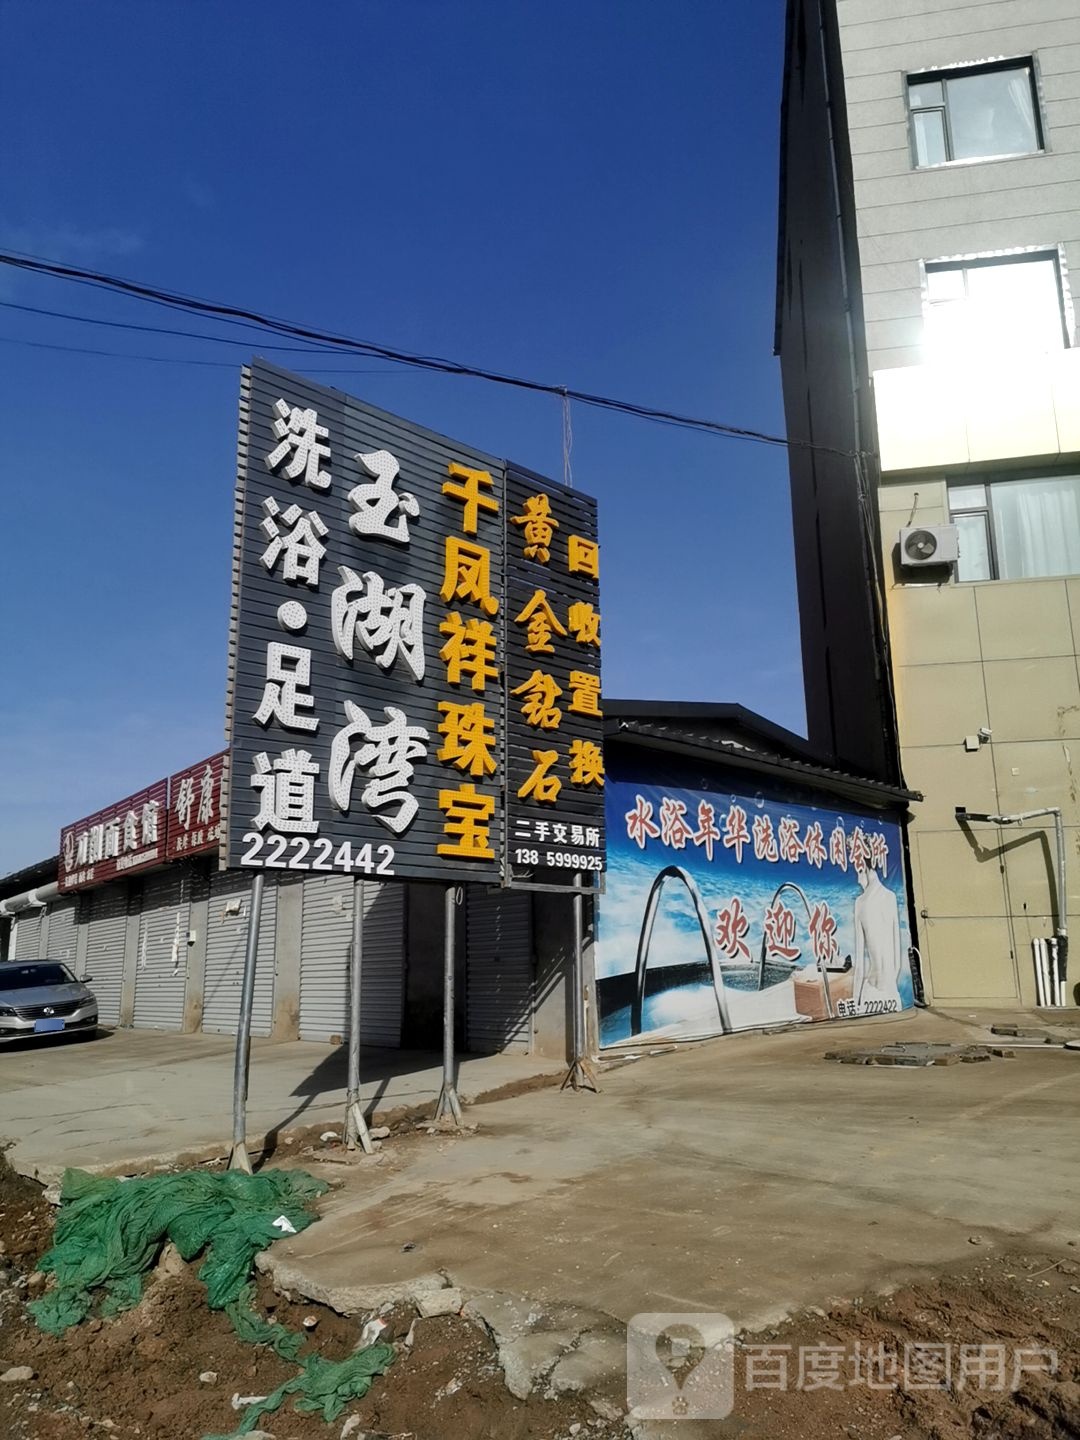 洗浴·足道
玉湖湾
2222442
千凤祥珠宝
黄金铭石
回收置换
二手交易所
138 5999925
水浴年华洗浴休闲会所
欢迎你
电话: 2222422
舒康
百度地图用户